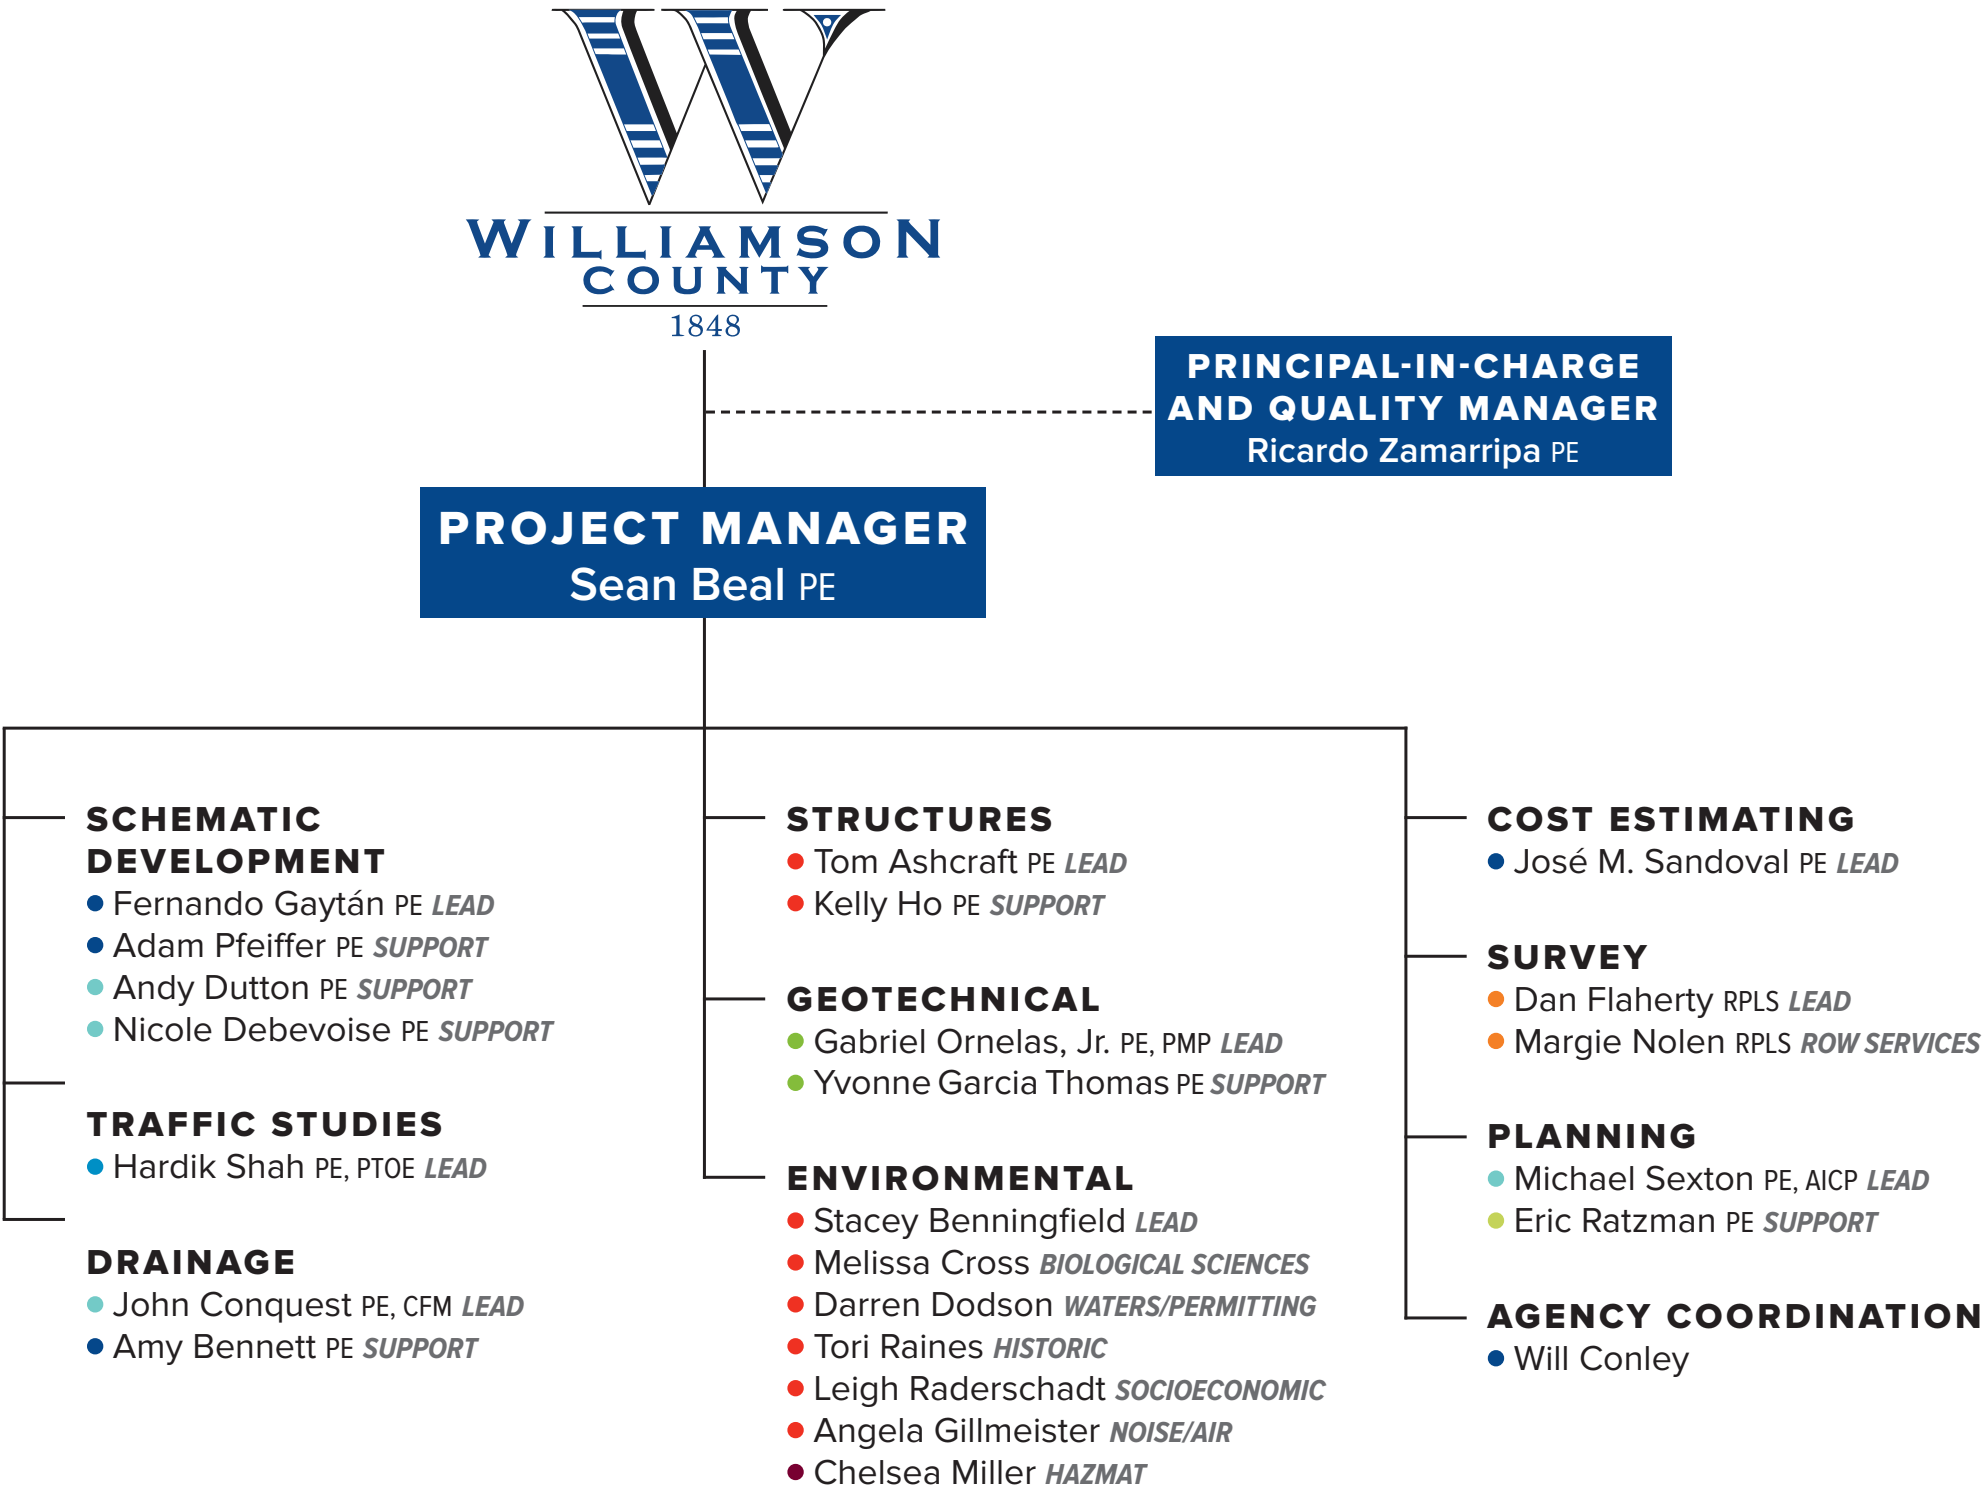 W
WILLIAMSON
COUNTY
1848
PRINCIPAL-IN-CHARGE
AND QUALITY MANAGER
Ricardo Zamarripa PE
PROJECT MANAGER
Sean Beal PE
SCHEMATIC
DEVELOPMENT
Fernando Gaytán PE LEAD
Adam Pfeiffer PE SUPPORT
Andy Dutton PE SUPPORT
Nicole Debevoise PE SUPPORT
TRAFFIC STUDIES
Hardik Shah PE, PTOE LEAD
DRAINAGE
John Conquest PE, CFM LEAD
Amy Bennett PE SUPPORT
STRUCTURES
Tom Ashcraft PE LEAD
Kelly Ho PE SUPPORT
GEOTECHNICAL
Gabriel Ornelas, Jr. PE, PMP LEAD
Yvonne Garcia Thomas PE SUPPORT
ENVIRONMENTAL
Stacey Benningfield LEAD
Melissa Cross BIOLOGICAL SCIENCES
Darren Dodson WATERS/PERMITTING
Tori Raines HISTORIC
Leigh Raderschadt SOCIOECONOMIC
Angela Gillmeister NOISE/AIR
Chelsea Miller HAZMAT
COST ESTIMATING
José M. Sandoval PE LEAD
SURVEY
Dan Flaherty RPLS LEAD
Margie Nolen RPLS ROW SERVICES
PLANNING
Michael Sexton PE, AICP LEAD
Eric Ratzman PE SUPPORT
AGENCY COORDINATION
Will Conley